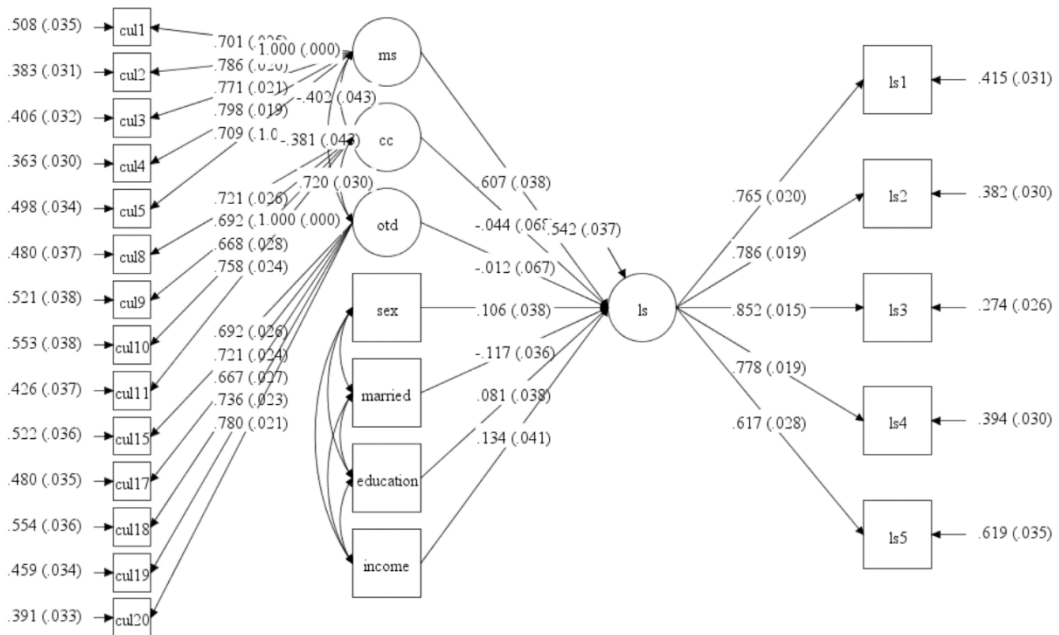 .508 (.035)
cul1
.383 (.031)
cul2
.406 (.032)
cul3
.363 (.030)
cul4
.498 (.034)
cul5
.480 (.037)
cul8
.521 (.038)
cul9
.553 (.038)
cul10
.426 (.037)
cul11
.522 (.036)
cul15
.480 (.035)
cul17
.554 (.036)
cul18
.459 (.034)
cul19
.391 (.033)
cul20
.701
1.000 (.000)
.786 (.020)
.771 (.021)
.798 (.019)
.709
-.402 (.043)
-.381 (.043)
.720 (.030)
.721 (.026)
.692
1.000 (.000)
.668 (.028)
.758 (.024)
.692 (.026)
.721 (.024)
.667 (.027)
.736 (.023)
.780 (.021)
ms
cc
otd
sex
married
education
income
.607 (.038)
-.044
.542 (.037)
-.012 (.067)
.106 (.038)
-.117 (.036)
.081 (.038)
.134 (.041)
ls
.765 (.020)
.786 (.019)
.852 (.015)
.778 (.019)
.617 (.028)
ls1
.415 (.031)
ls2
.382 (.030)
ls3
.274 (.026)
ls4
.394 (.030)
ls5
.619 (.035)